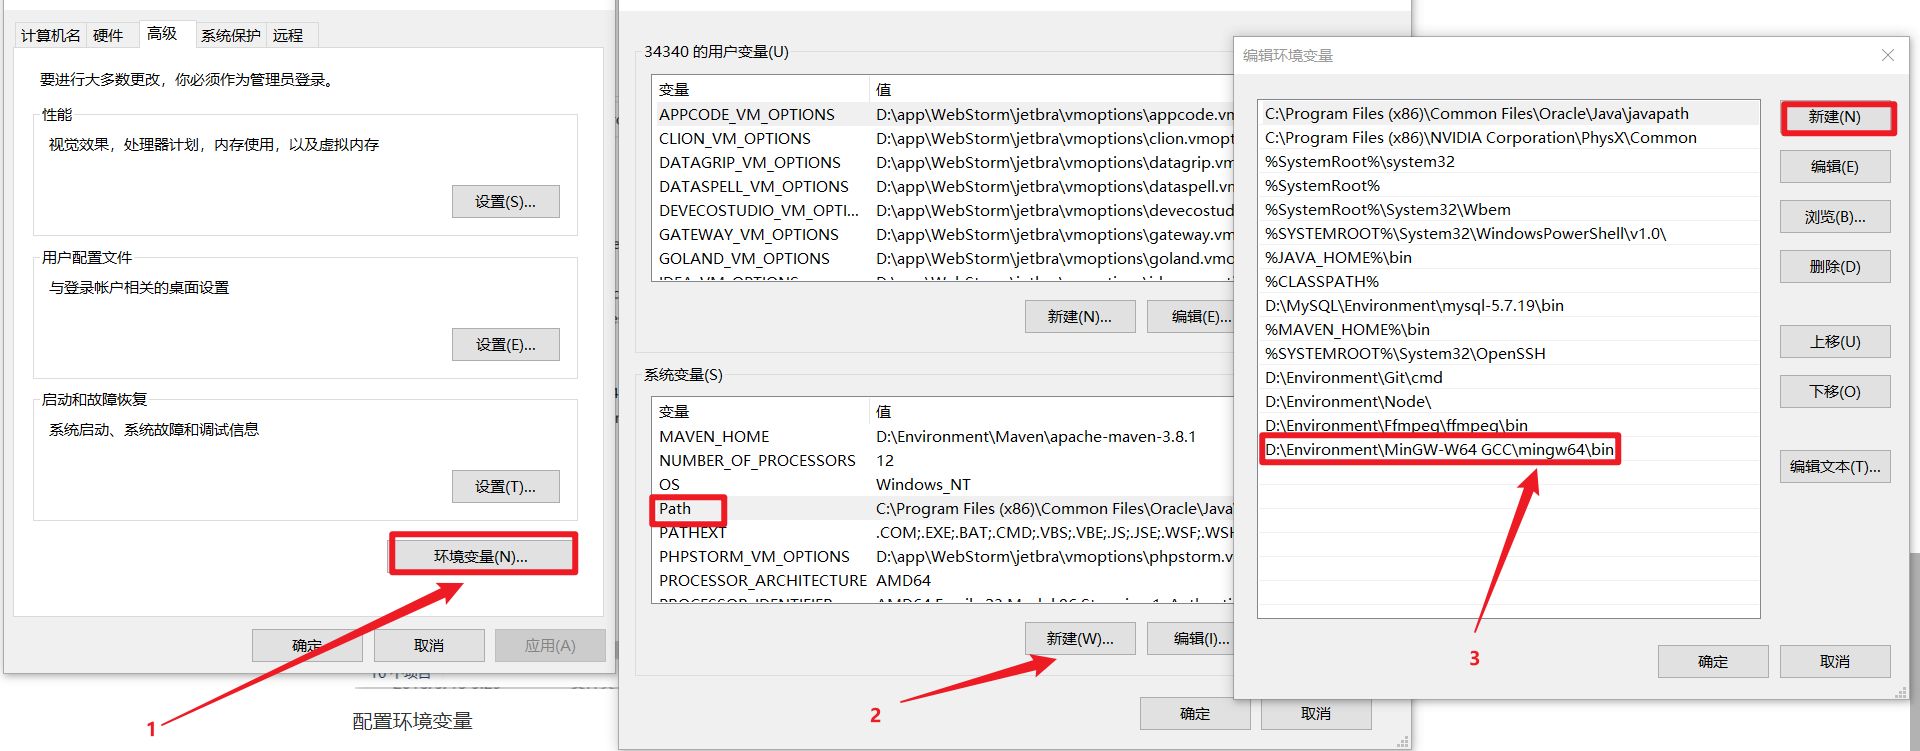 计算机名 硬件 高级 系统保护 远程
要进行大多数更改，你必须作为管理员登录。
性能
视觉效果，处理器计划，内存使用，以及虚拟内存
设置(S)...
用户配置文件
与登录帐户相关的桌面设置
设置(E)...
启动和故障恢复
系统启动、系统故障和调试信息
设置(T)...
环境变量(N)...
确定 取消 应用(A)
1
配置环境变量
34340 的用户变量(U)
变量 值
APPCODE_VM_OPTIONS D:\app\WebStorm\jetbra\vmoptions\appcode.vm
CLION_VM_OPTIONS D:\app\WebStorm\jetbra\vmoptions\clion.vmopt
DATAGRIP_VM_OPTIONS D:\app\WebStorm\jetbra\vmoptions\datagrip.vm
DATASPELL_VM_OPTIONS D:\app\WebStorm\jetbra\vmoptions\dataspell.vm
DEVECOSTUDIO_VM_OPTI... D:\app\WebStorm\jetbra\vmoptions\devecostud
GATEWAY_VM_OPTIONS D:\app\WebStorm\jetbra\vmoptions\gateway.vm
GOLAND_VM_OPTIONS D:\app\WebStorm\jetbra\vmoptions\goland.vmo
新建(N)... 编辑(E)...
系统变量(S)
变量 值
MAVEN_HOME D:\Environment\Maven\apache-maven-3.8.1
NUMBER_OF_PROCESSORS 12
OS Windows_NT
Path C:\Program Files (x86)\Common Files\Oracle\Java\
PATHEXT .COM;.EXE;.BAT;.CMD;.VBS;.VBE;.JS;.JSE;.WSF;.WSH
PHPSTORM_VM_OPTIONS D:\app\WebStorm\jetbra\vmoptions\phpstorm.v
PROCESSOR_ARCHITECTURE AMD64
新建(W)... 编辑(I)...
2
确定 取消
编辑环境变量
C:\Program Files (x86)\Common Files\Oracle\Java\javapath
C:\Program Files (x86)\NVIDIA Corporation\PhysX\Common
%SystemRoot%\system32
%SystemRoot%
%SystemRoot%\System32\Wbem
%SYSTEMROOT%\System32\WindowsPowerShell\v1.0\
%JAVA_HOME%\bin
%CLASSPATH%
D:\MySQL\Environment\mysql-5.7.19\bin
%MAVEN_HOME%\bin
%SYSTEMROOT%\System32\OpenSSH
D:\Environment\Git\cmd
D:\Environment\Node\
D:\Environment\Ffmpeg\ffmpeg\bin
D:\Environment\MinGW-W64 GCC\mingw64\bin
新建(N)
编辑(E)
浏览(B)...
删除(D)
上移(U)
下移(O)
编辑文本(T)...
3
确定 取消